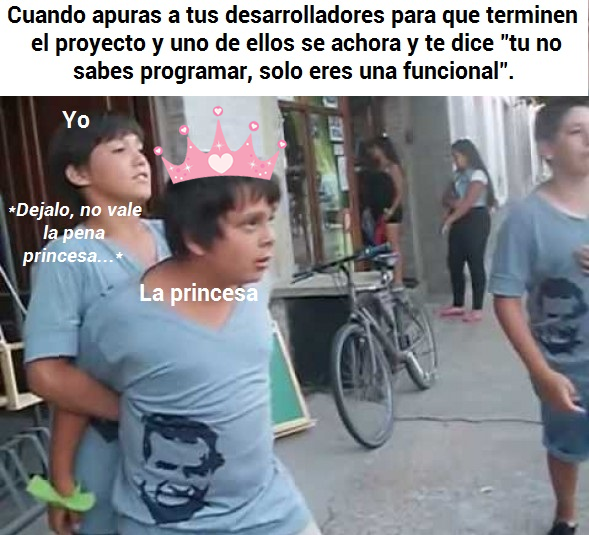 Cuando apuras a tus desarrolladores para que terminen
el proyecto y uno de ellos se achora y te dice "tu no
sabes programar, solo eres una funcional".
Yo
*Dejalo, no vale
la pena
princesa...*
La princesa